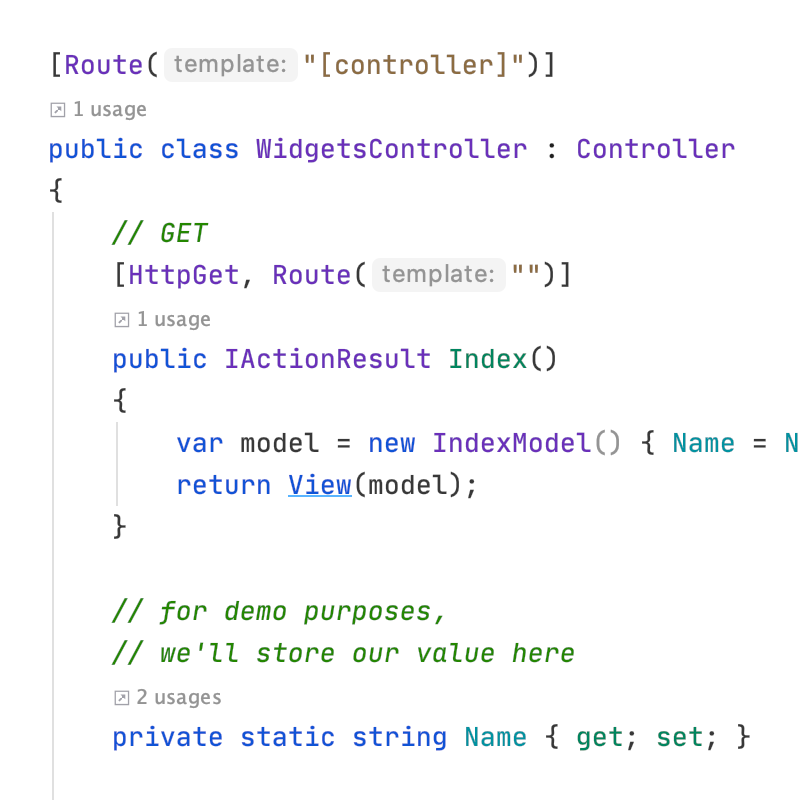 [Route( template: "[controller]")]
1 usage
public class WidgetsController : Controller
{
// GET
[HttpGet, Route( template: "")]
1 usage
public IActionResult Index()
{
var model = new IndexModel() { Name = N
return View(model);
}
// for demo purposes,
// we'll store our value here
2 usages
private static string Name { get; set; }